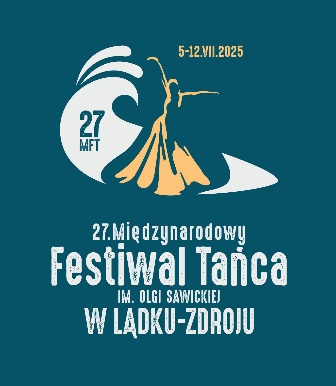 5-12.VII.2025
27
MFT
27.Międzynarodowy
Festiwal Tańca
IM. OLGI SAWICKIEJ
W LĄDKU-ZDROJU